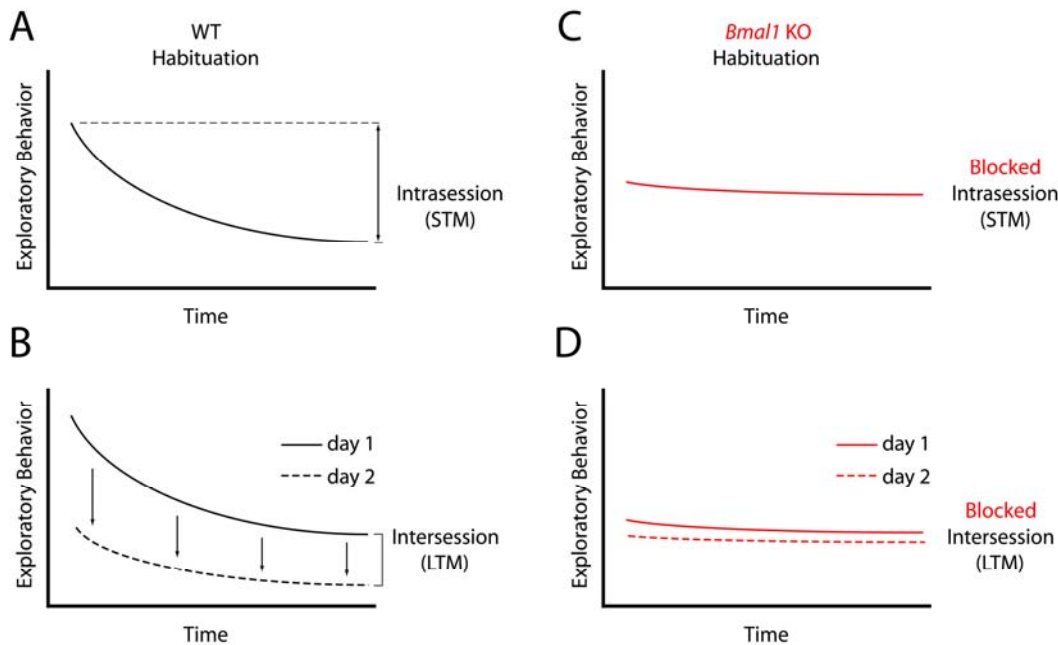 A
WT
Habituation
Exploratory Behavior
Intrasession
(STM)
Time
B
Exploratory Behavior
day 1
day 2
Intersession
(LTM)
Time
C
Bmal1 KO
Habituation
Exploratory Behavior
Blocked
Intrasession
(STM)
Time
D
Exploratory Behavior
day 1
day 2
Blocked
Intersession
(LTM)
Time